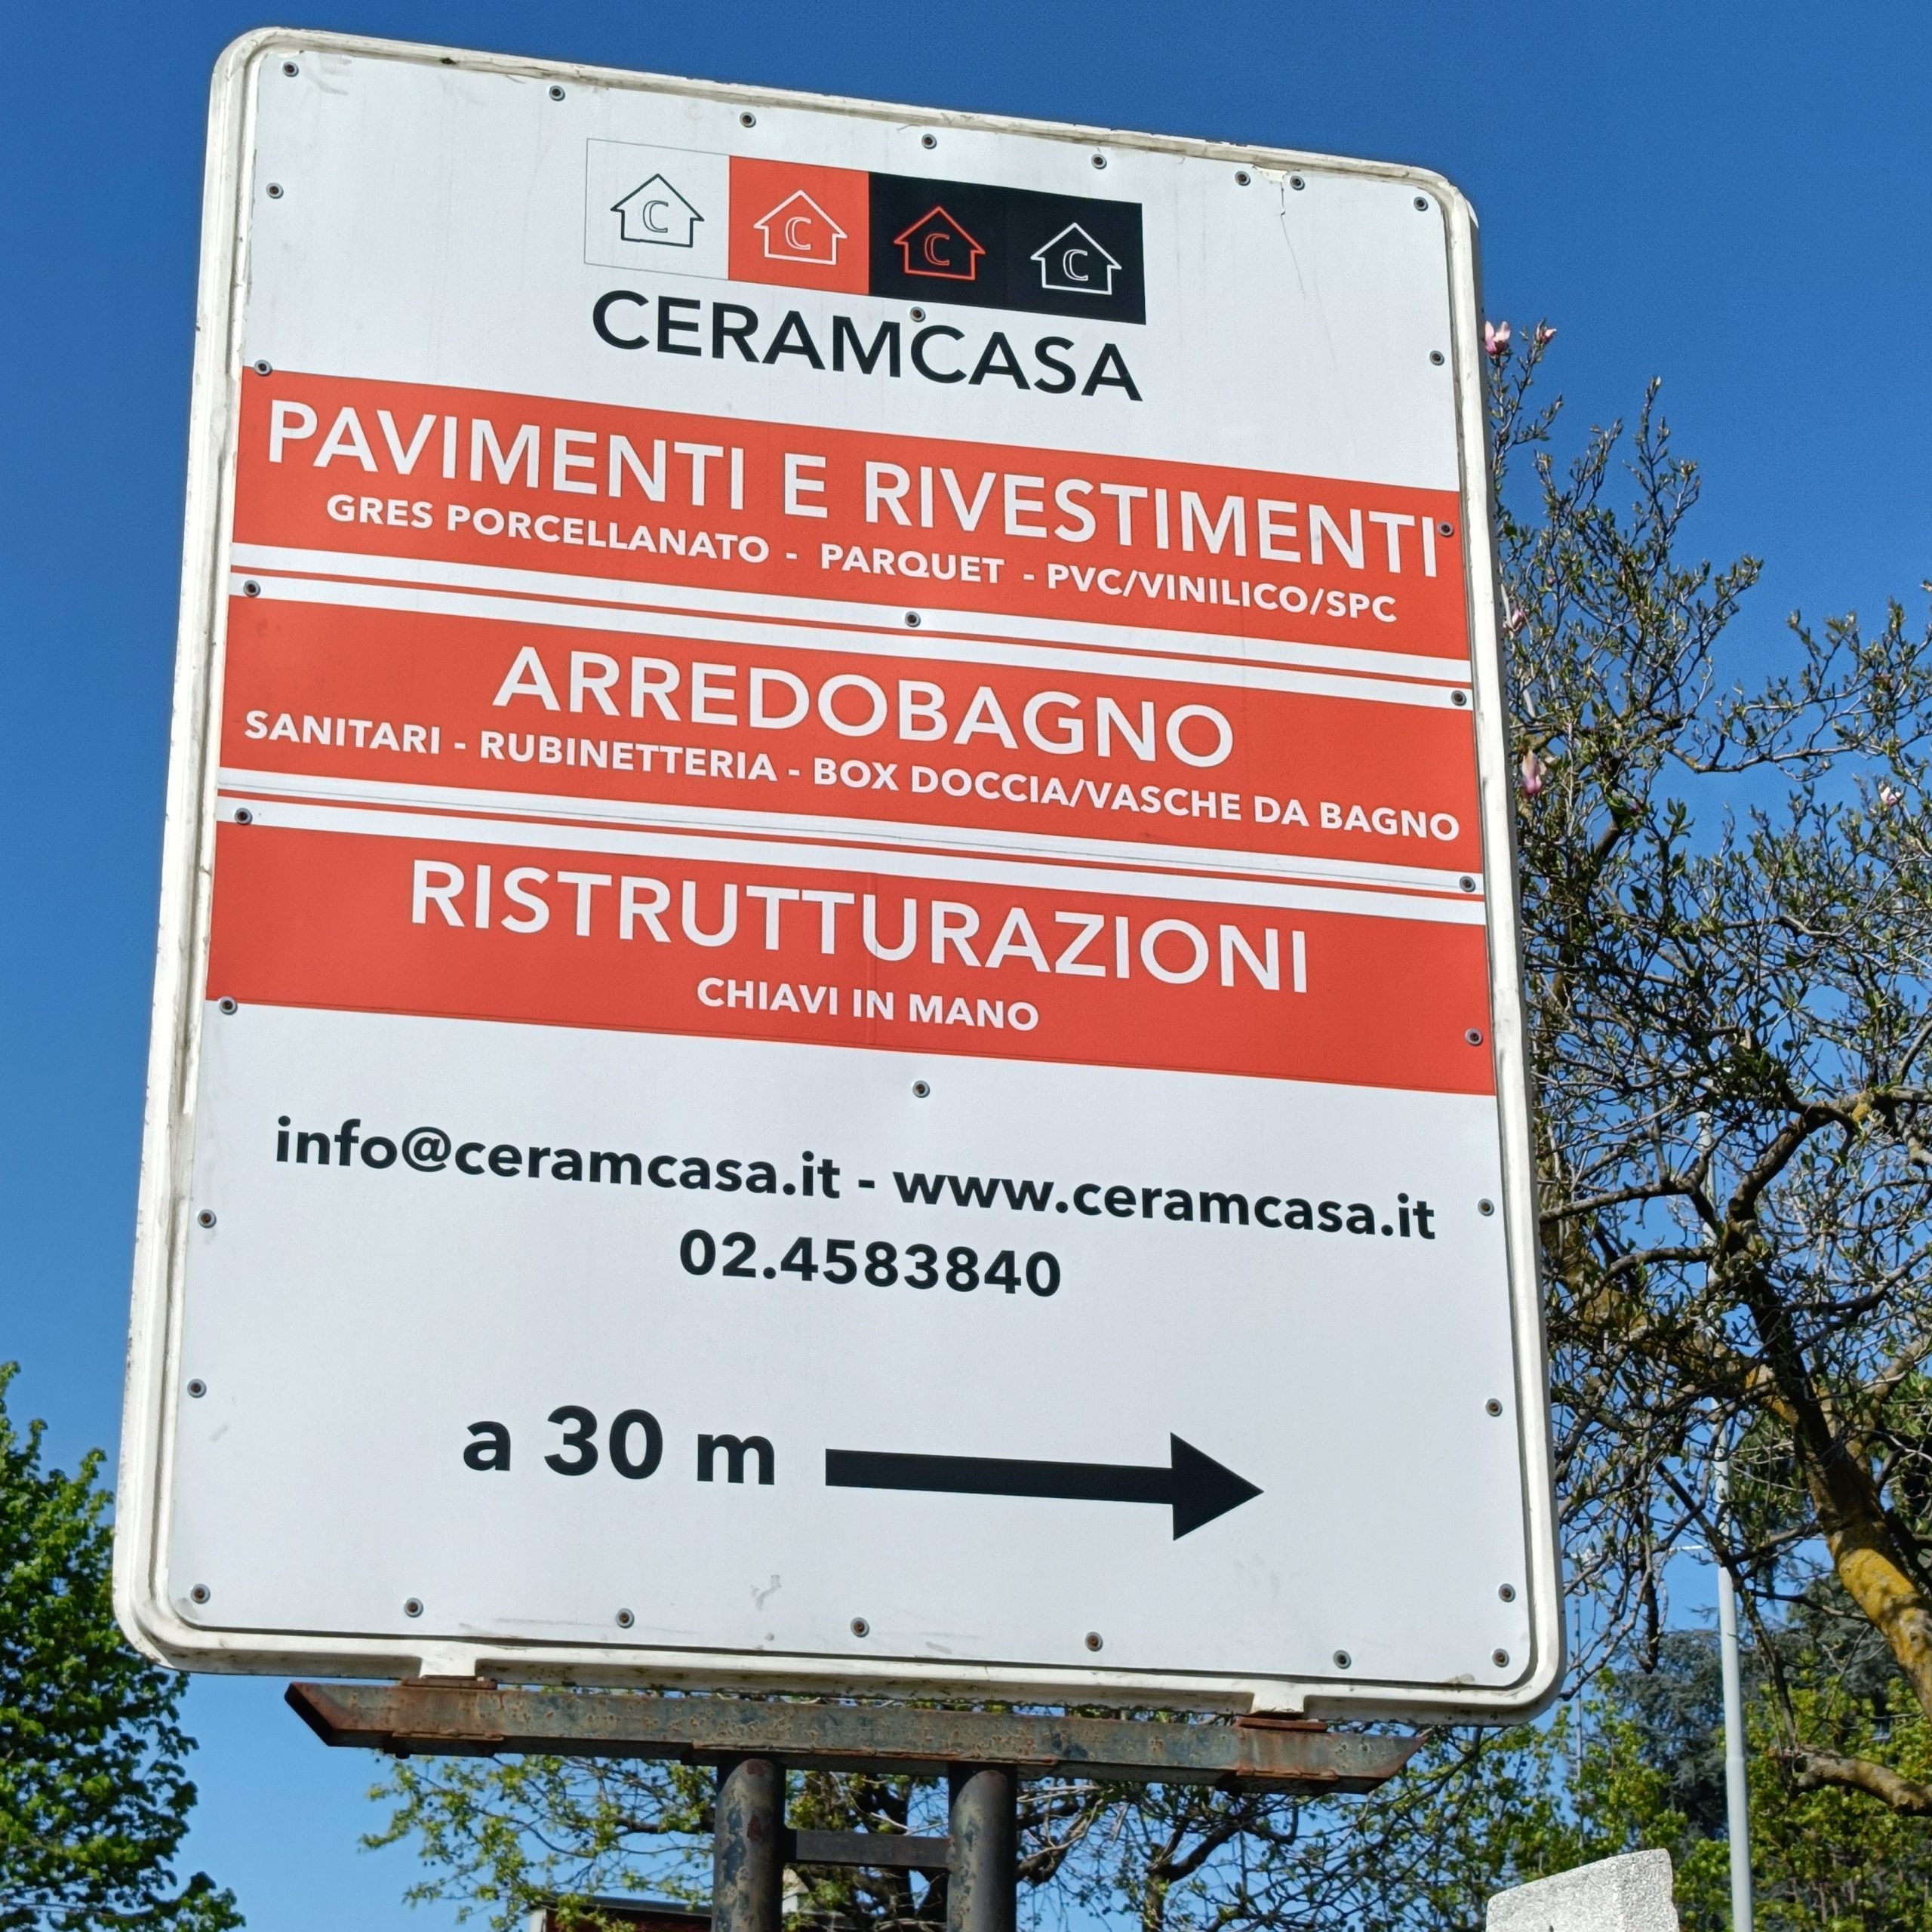 C C C C
CERAMCASA
PAVIMENTI E RIVESTIMENTI
GRES PORCELLANATO - PARQUET - PVC/VINILICO/SPC
ARREDOBAGNO
SANITARI - RUBINETTERIA - BOX DOCCIA/VASCHE DA BAGNO
RISTRUTTURAZIONI
CHIAVI IN MANO
info@ceramcasa.it - www.ceramcasa.it
02.4583840
a 30 m